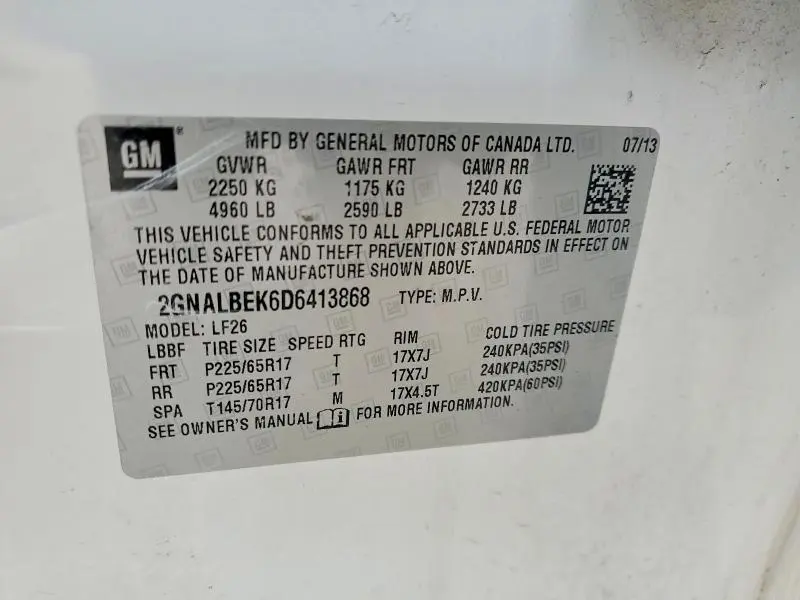 GM
MFD BY GENERAL MOTORS OF CANADA LTD. 07/13
GVWR GAWR FRT GAWR RR
2250 KG 1175 KG 1240 KG
4960 LB 2590 LB 2733 LB
THIS VEHICLE CONFORMS TO ALL APPLICABLE U.S. FEDERAL MOTOR
VEHICLE SAFETY AND THEFT PREVENTION STANDARDS IN EFFECT ON
THE DATE OF MANUFACTURE SHOWN ABOVE.
2GNALBEK6D6413868 TYPE: M.P.V.
MODEL: LF26
LBBF TIRE SIZE SPEED RTG RIM COLD TIRE PRESSURE
FRT P225/65R17 T 17X7J 240KPA(35PSI)
RR P225/65R17 T 17X7J 240KPA(35PSI)
SPA T145/70R17 M 17X4.5T 420KPA(60PSI)
SEE OWNER'S MANUAL FOR MORE INFORMATION.